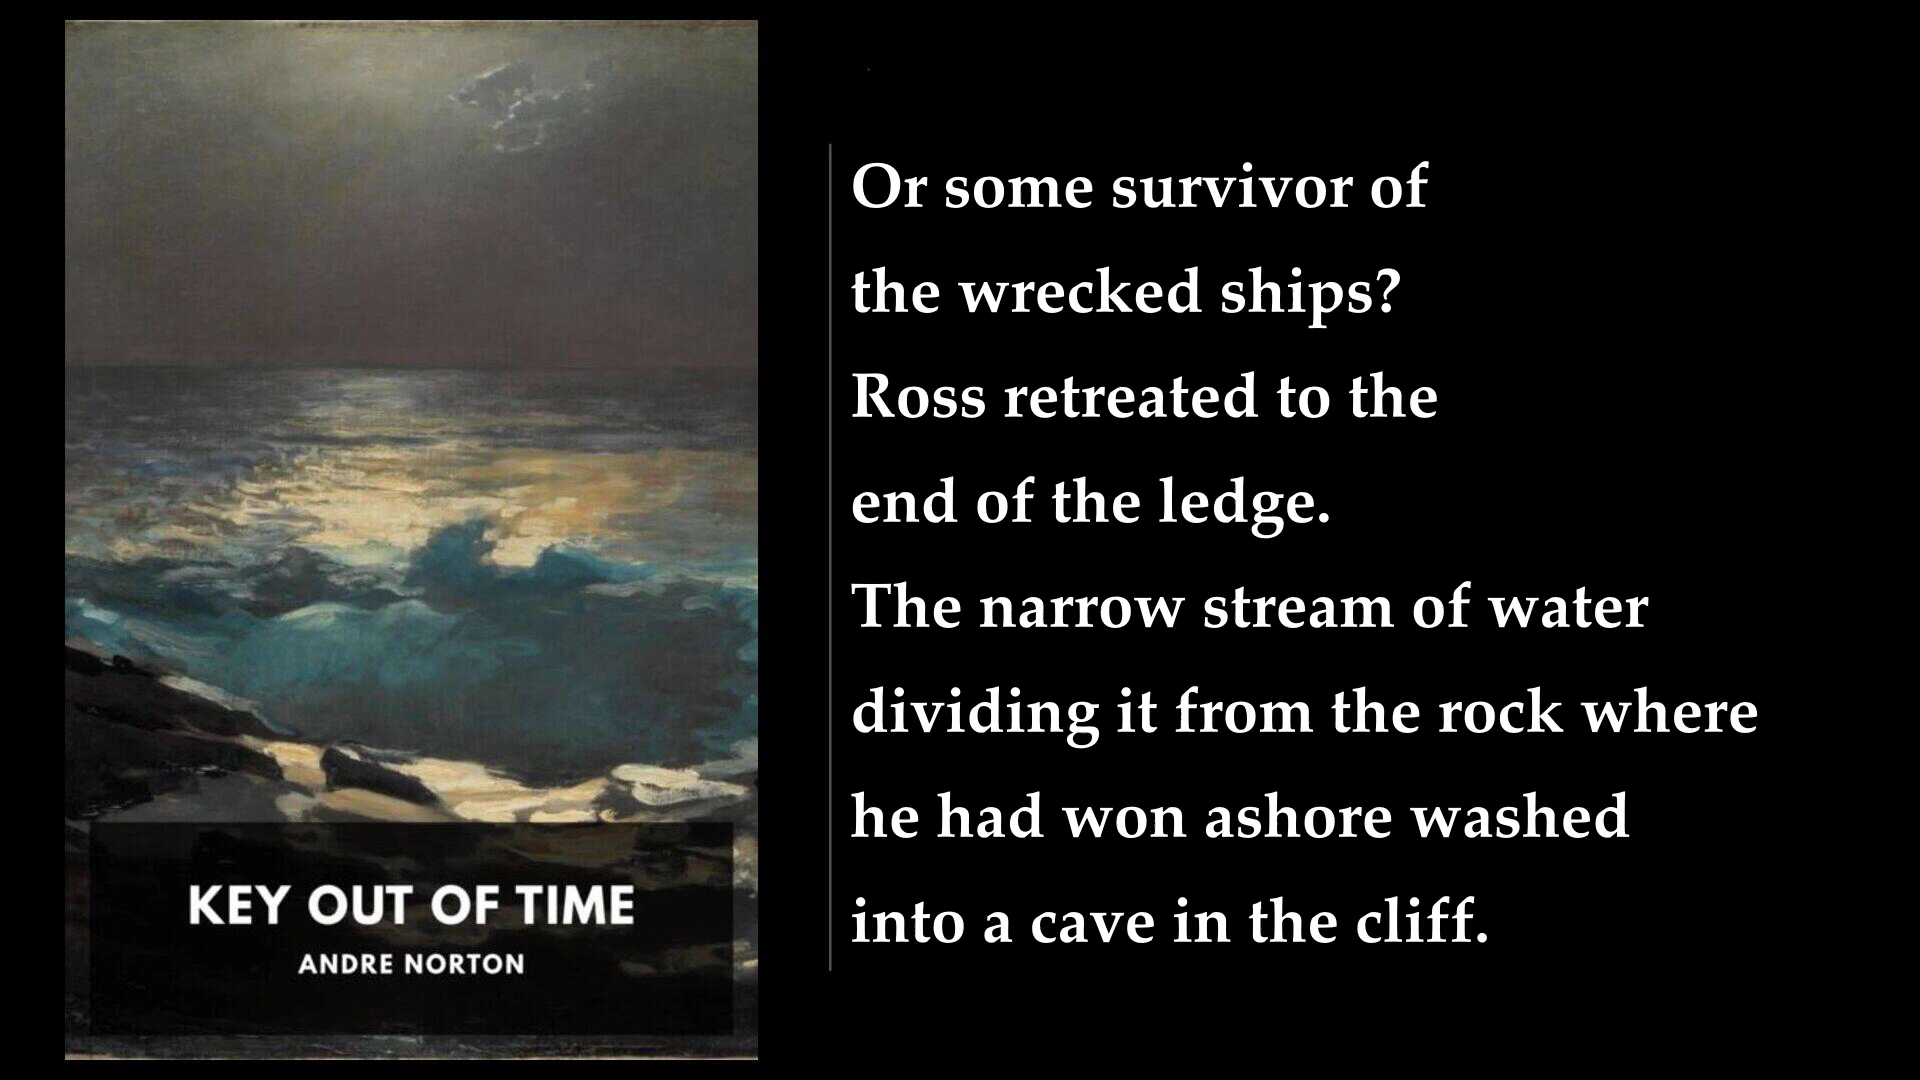 KEY OUT OF TIME
ANDRE NORTON
Or some survivor of
the wrecked ships?
Ross retreated to the
end of the ledge.
The narrow stream of water
dividing it from the rock where
he had won ashore washed
into a cave in the cliff.